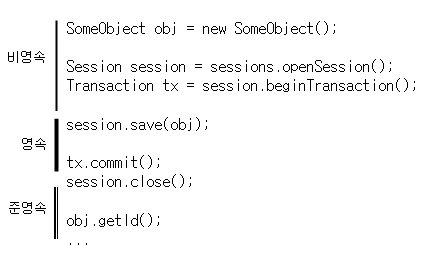 SomeObject obj = new SomeObject();
비영속
Session session = sessions.openSession();
Transaction tx = session.beginTransaction();
session.save(obj);
영속
tx.commit();
session.close();
준영속
obj.getId();
...